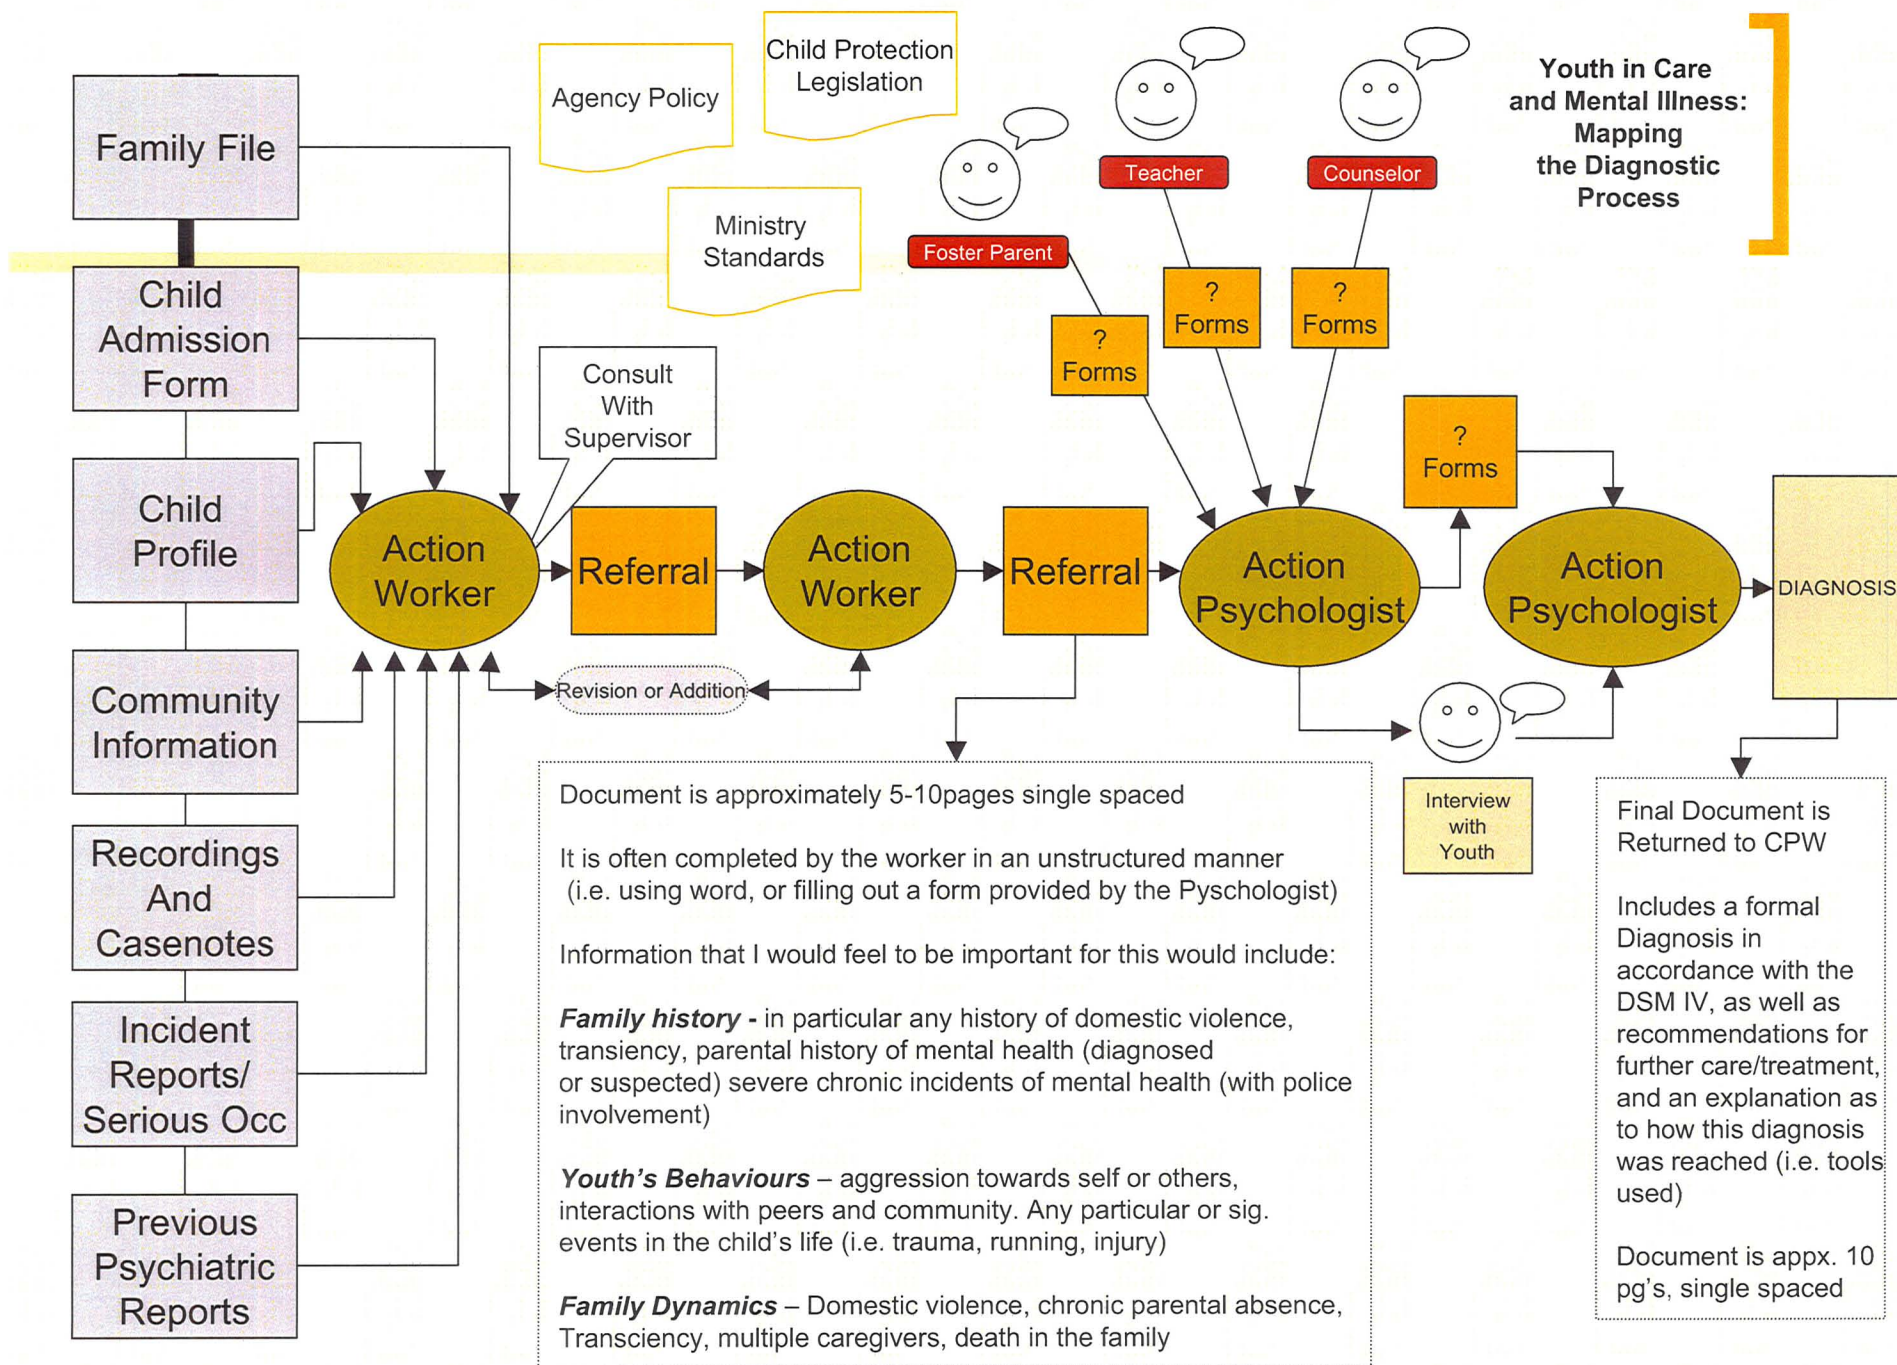 Youth in Care
and Mental Illness:
Mapping
the Diagnostic
Process
Family File
Child
Admission
Form
Child
Profile
Community
Information
Recordings
And
Casenotes
Incident
Reports/
Serious Occ
Previous
Psychiatric
Reports
Agency Policy
Child Protection
Legislation
Ministry
Standards
Foster Parent
Teacher
Counselor
?
Forms
?
Forms
?
Forms
Consult
With
Supervisor
Action
Worker
Referral
Action
Worker
Referral
Action
Psychologist
?
Forms
Action
Psychologist
DIAGNOSIS
Revision or Addition
Interview
with
Youth
Document is approximately 5-10pages single spaced
It is often completed by the worker in an unstructured manner
(i.e. using word, or filling out a form provided by the Pyschologist)
Information that I would feel to be important for this would include:
Family history - in particular any history of domestic violence,
transiency, parental history of mental health (diagnosed
or suspected) severe chronic incidents of mental health (with police
involvement)
Youth's Behaviours – aggression towards self or others,
interactions with peers and community. Any particular or sig.
events in the child's life (i.e. trauma, running, injury)
Family Dynamics – Domestic violence, chronic parental absence,
Transciency, multiple caregivers, death in the family
Final Document is
Returned to CPW
Includes a formal
Diagnosis in
accordance with the
DSM IV, as well as
recommendations for
further care/treatment,
and an explanation as
to how this diagnosis
was reached (i.e. tools
used)
Document is appx. 10
pg's, single spaced